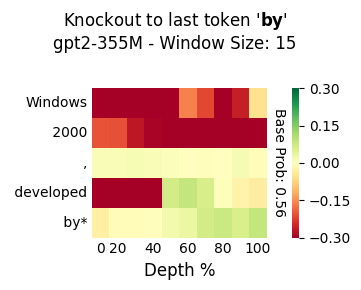 Knockout to last token 'by'
gpt2-355M - Window Size: 15
Windows
2000
,
developed
by*
0 20 40 60 80 100
Depth %
0.30
0.15
0.00
−0.15
−0.30
Base Prob: 0.56